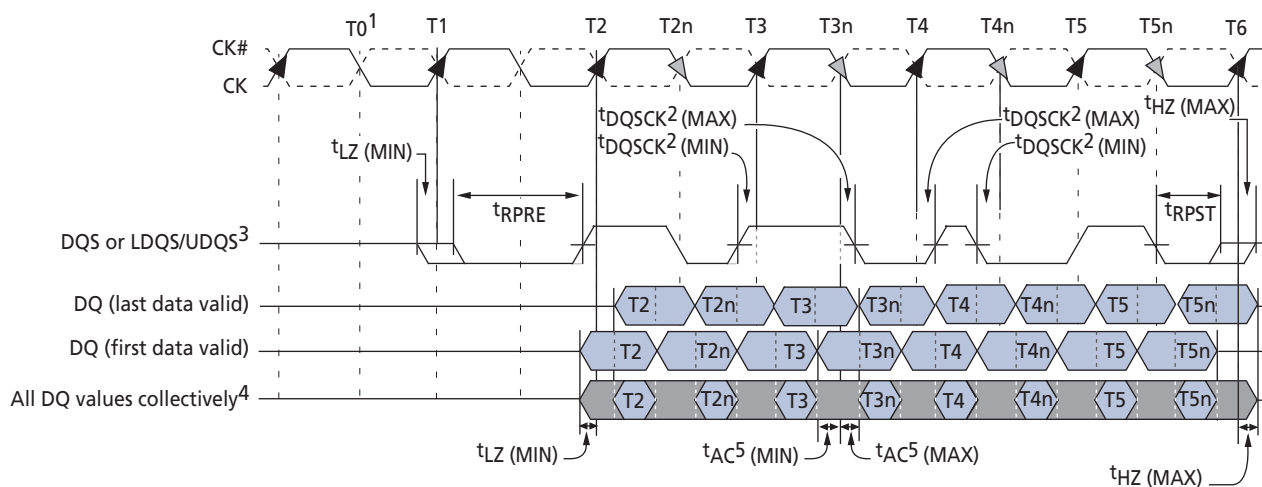 T0¹ T1 T2 T2n T3 T3n T4 T4n T5 T5n T6
CK#
CK
tLZ (MIN)
tDQSCK² (MAX)
tDQSCK² (MIN)
tDQSCK² (MAX)
tDQSCK² (MIN)
tHZ (MAX)
tRPRE
tRPST
DQS or LDQS/UDQS³
DQ (last data valid) T2 T2n T3 T3n T4 T4n T5 T5n
DQ (first data valid) T2 T2n T3 T3n T4 T4n T5 T5n
All DQ values collectively⁴ T2 T2n T3 T3n T4 T4n T5 T5n
tLZ (MIN) tAC⁵ (MIN) tAC⁵ (MAX)
tHZ (MAX)